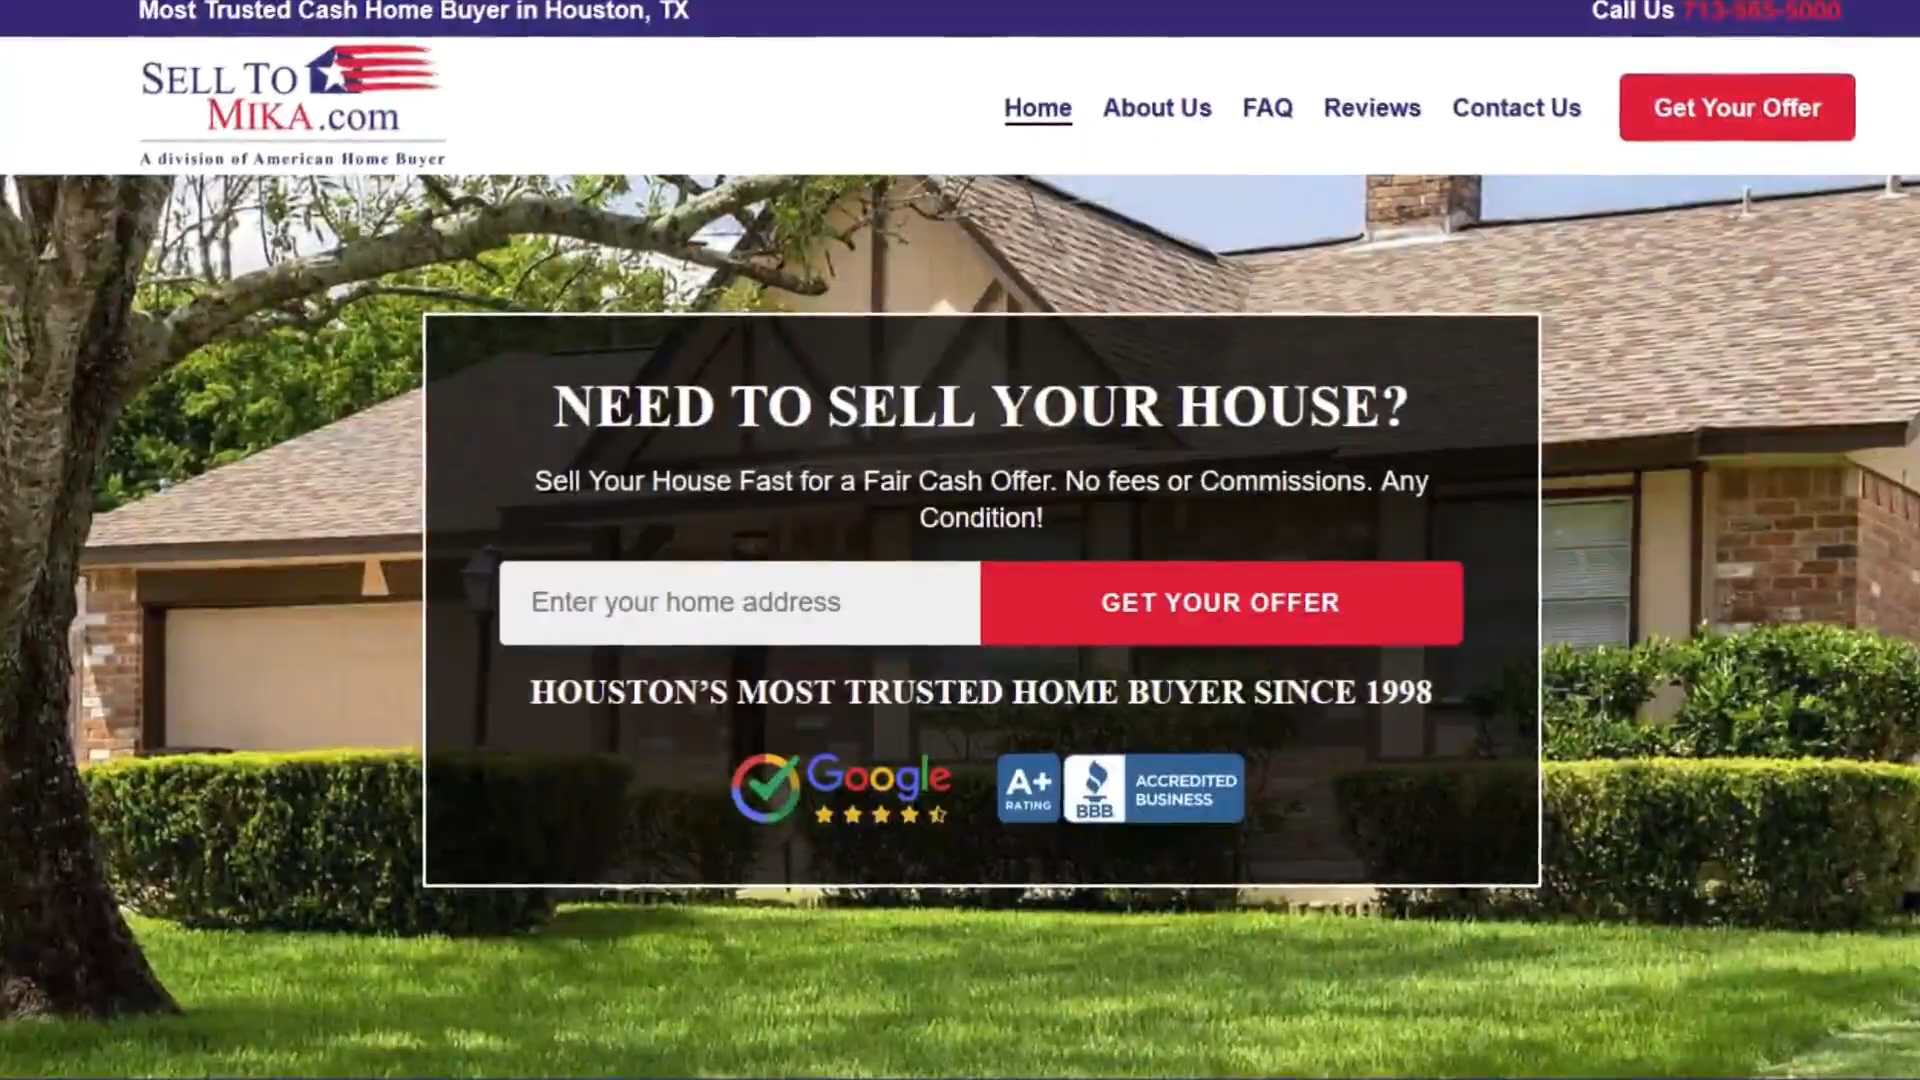 Most Trusted Cash Home Buyer in Houston, TX
Call Us 713-565-5000
SELL TO
MIKA.com
A division of American Home Buyer
Home About Us FAQ Reviews Contact Us Get Your Offer
NEED TO SELL YOUR HOUSE?
Sell Your House Fast for a Fair Cash Offer. No fees or Commissions. Any
Condition!
Enter your home address
GET YOUR OFFER
HOUSTON’S MOST TRUSTED HOME BUYER SINCE 1998
Google
A+
RATING
BBB
ACCREDITED
BUSINESS